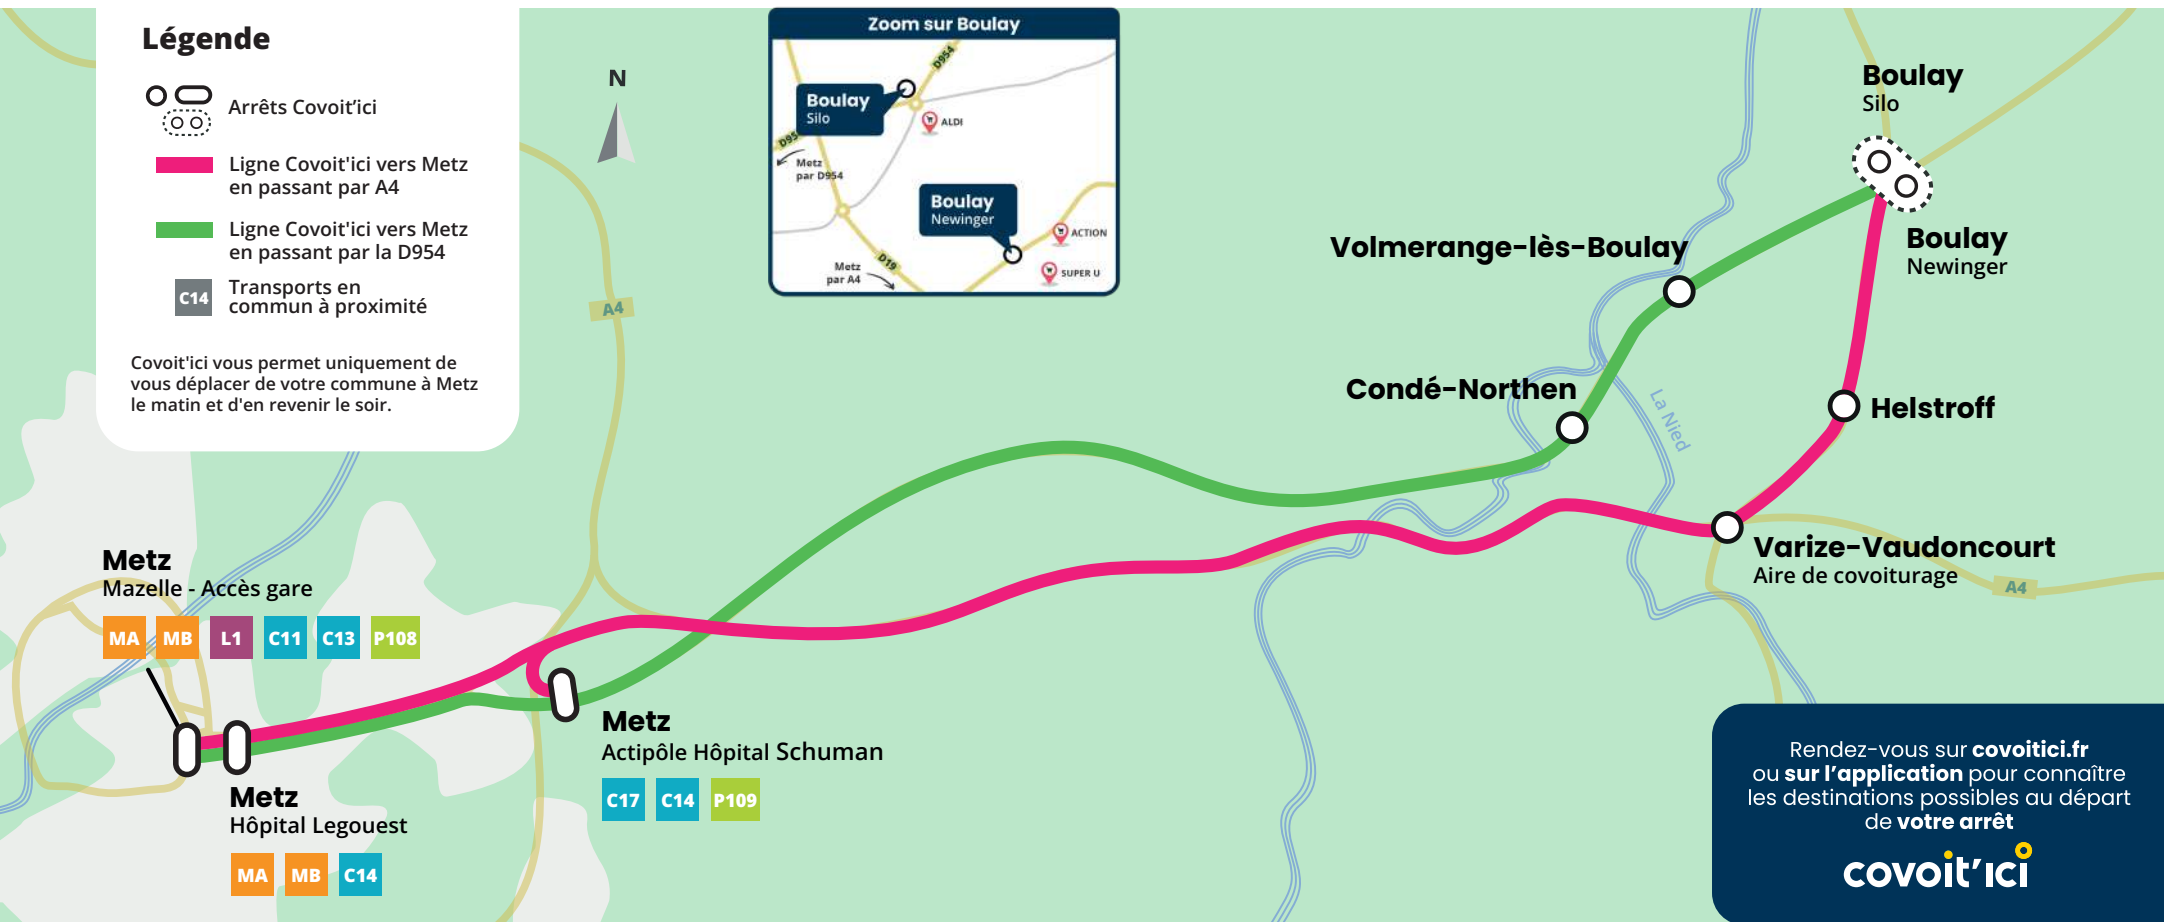 Légende
Arrêts Covoit’ici
Ligne Covoit'ici vers Metz
en passant par A4
Ligne Covoit'ici vers Metz
en passant par la D954
C14
Transports en
commun à proximité
Covoit'ici vous permet uniquement de
vous déplacer de votre commune à Metz
le matin et d'en revenir le soir.
N
A4
Zoom sur Boulay
D954
Boulay
Silo
ALDI
Metz
par D954
Boulay
Newinger
ACTION
SUPER U
D19
Metz
par A4
Boulay
Silo
Boulay
Newinger
Volmerange-lès-Boulay
Condé-Northen
La Nied
Helstroff
Varize-Vaudoncourt
Aire de covoiturage
A4
Metz
Mazelle - Accès gare
MA MB L1 C11 C13 P108
Metz
Actipôle Hôpital Schuman
C17 C14 P109
Metz
Hôpital Legouest
MA MB C14
Rendez-vous sur covoitici.fr
ou sur l’application pour connaître
les destinations possibles au départ
de votre arrêt
covoit’ici